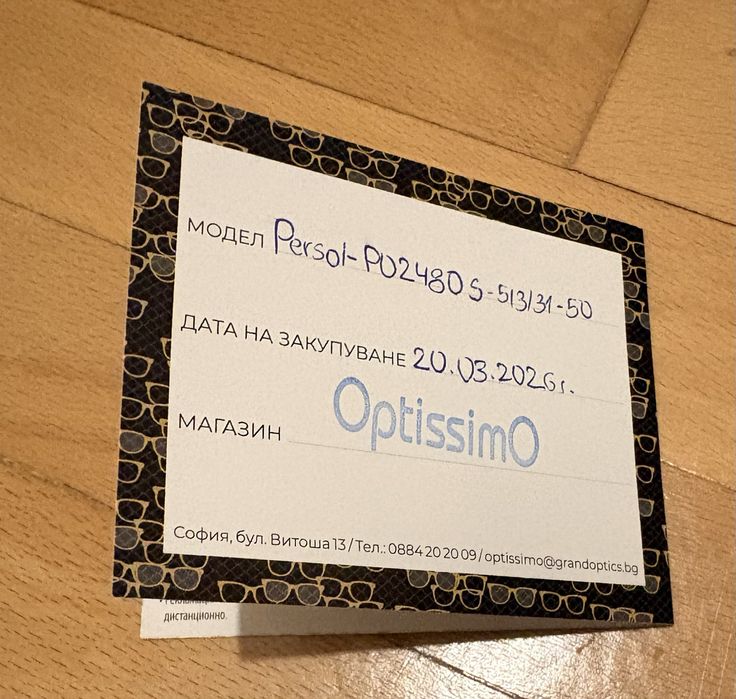 МОДЕЛ Persol-PO2480S-513/31-50
ДАТА НА ЗАКУПУВАНЕ 20.03.2026г.
МАГАЗИН OptissimO
София, бул. Витоша 13 / Тел.: 0884 20 20 09 / optissimo@grandoptics.bg
дистанционно.